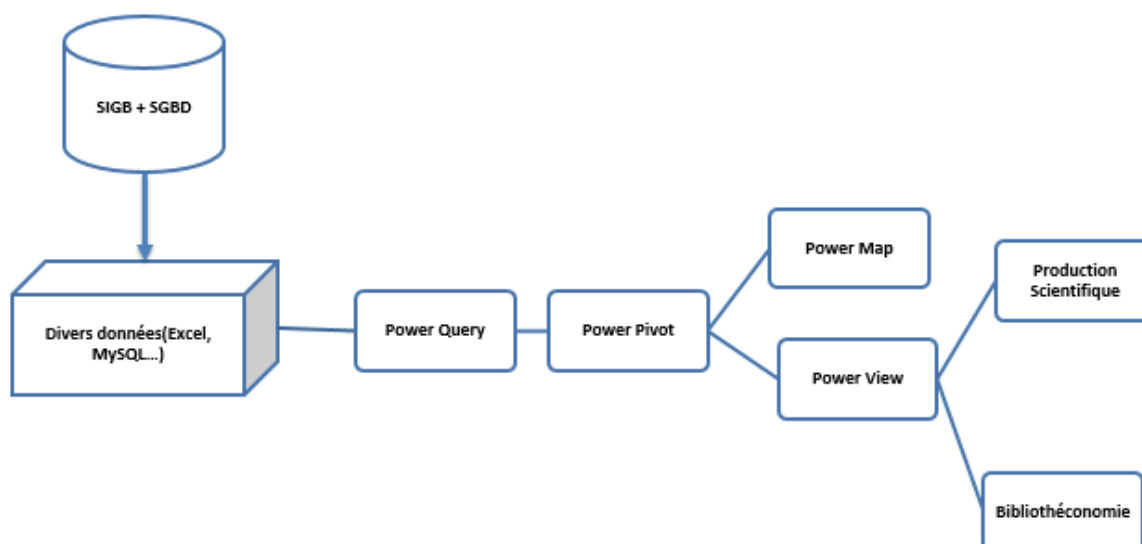 SIGB + SGBD
Divers données(Excel,
MySQL...)
Power Query
Power Pivot
Power Map
Power View
Production
Scientifique
Bibliothéconomie